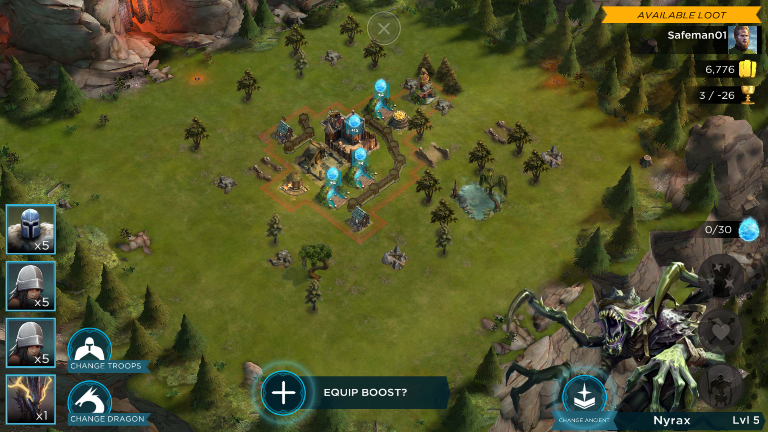 AVAILABLE LOOT
Safeman01
6,776
3 / -26
0/30
x5
x5
x5
x1
CHANGE TROOPS
CHANGE DRAGON
EQUIP BOOST?
CHANGE ANCIENT
Nyrax Lvl 5